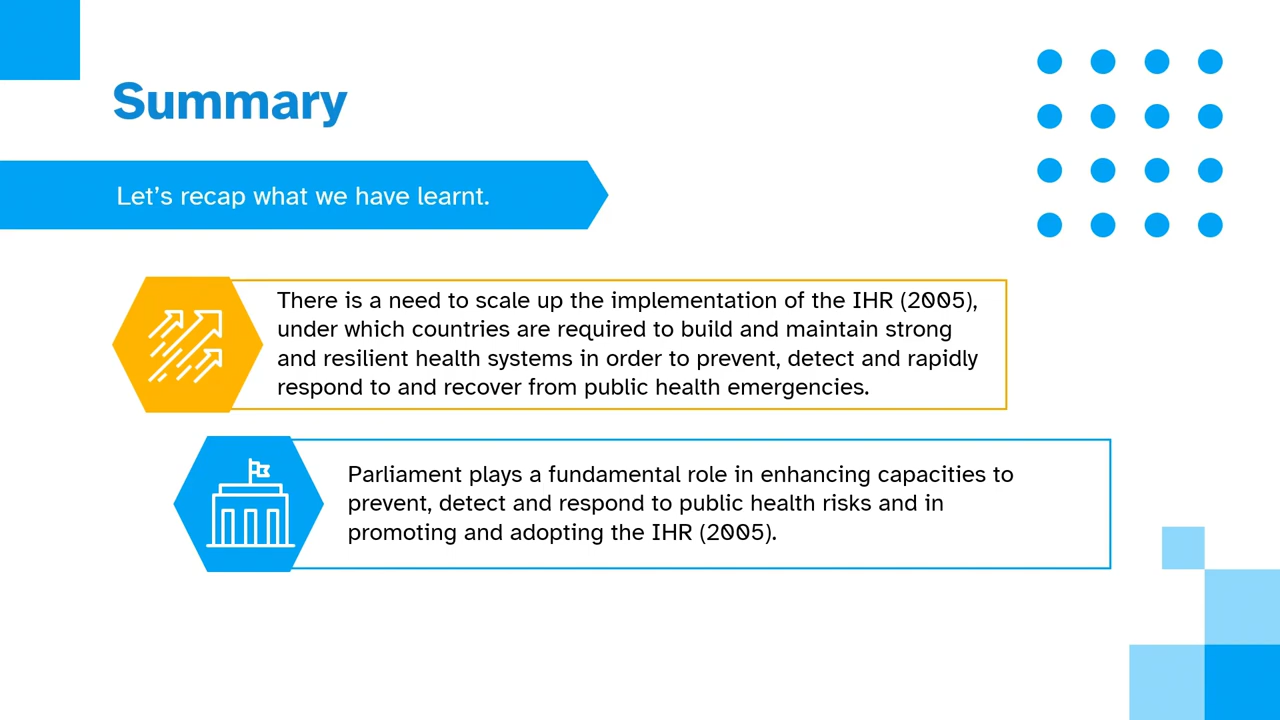 Summary
Let’s recap what we have learnt.
There is a need to scale up the implementation of the IHR (2005),
under which countries are required to build and maintain strong
and resilient health systems in order to prevent, detect and rapidly
respond to and recover from public health emergencies.
Parliament plays a fundamental role in enhancing capacities to
prevent, detect and respond to public health risks and in
promoting and adopting the IHR (2005).